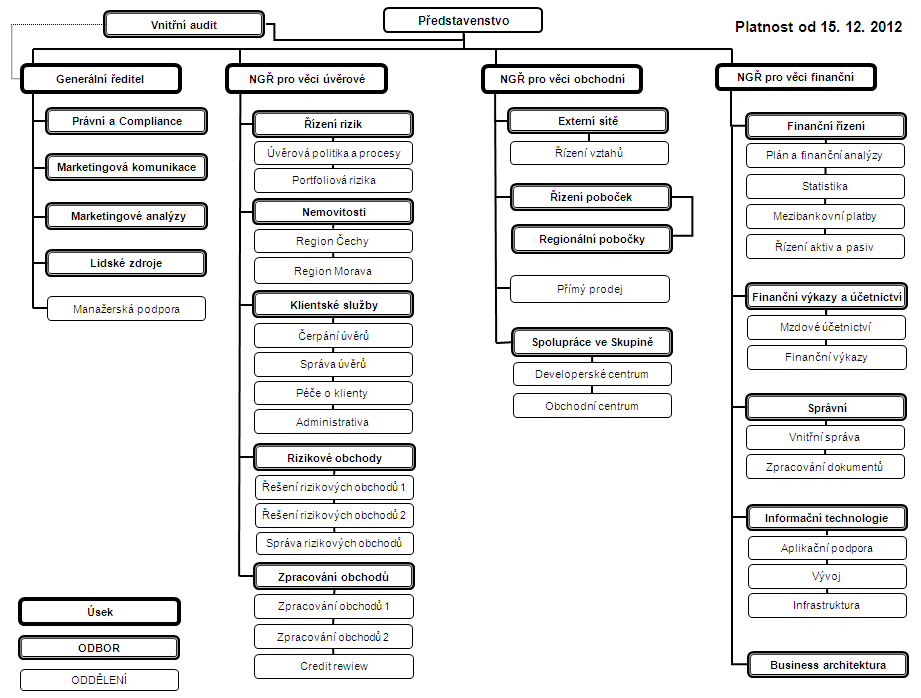 Vnitřní audit
Představenstvo
Platnost od 15. 12. 2012
Generální ředitel
Právní a Compliance
Marketingová komunikace
Marketingové analýzy
Lidské zdroje
Manažerská podpora
NGŘ pro věci úvěrové
Řízení rizik
Úvěrová politika a procesy
Portfoliová rizika
Nemovitosti
Region Čechy
Region Morava
Klientské služby
Čerpání úvěrů
Správa úvěrů
Péče o klienty
Administrativa
Rizikové obchody
Řešení rizikových obchodů 1
Řešení rizikových obchodů 2
Správa rizikových obchodů
Zpracování obchodů
Zpracování obchodů 1
Zpracování obchodů 2
Credit rewiew
NGŘ pro věci obchodní
Externí sítě
Řízení vztahů
Řízení poboček
Regionální pobočky
Přímý prodej
Spolupráce ve Skupině
Developerské centrum
Obchodní centrum
NGŘ pro věci finanční
Finanční řízení
Plán a finanční analýzy
Statistika
Mezibankovní platby
Řízení aktiv a pasiv
Finanční výkazy a účetnictví
Mzdové účetnictví
Finanční výkazy
Správní
Vnitřní správa
Zpracování dokumentů
Informační technologie
Aplikační podpora
Vývoj
Infrastruktura
Business architektura
Úsek
ODBOR
ODDĚLENÍ